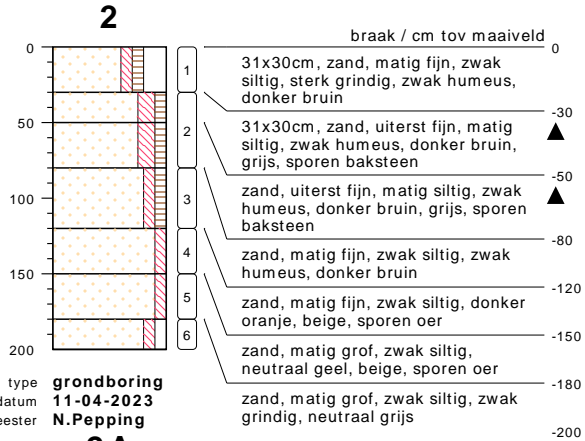 2
braak / cm tov maaiveld
0
0
1
31x30cm, zand, matig fijn, zwak
siltig, sterk grindig, zwak humeus,
donker bruin
-30
50
2
31x30cm, zand, uiterst fijn, matig
siltig, zwak humeus, donker bruin,
grijs, sporen baksteen
-50
100
3
zand, uiterst fijn, matig siltig, zwak
humeus, donker bruin, grijs, sporen
baksteen
-80
4
zand, matig fijn, zwak siltig, zwak
humeus, donker bruin
-120
150
5
zand, matig fijn, zwak siltig, donker
oranje, beige, sporen oer
-150
6
zand, matig grof, zwak siltig,
neutraal geel, beige, sporen oer
-180
200
zand, matig grof, zwak siltig, zwak
grindig, neutraal grijs
-200
type grondboring
datum 11-04-2023
eester N.Pepping